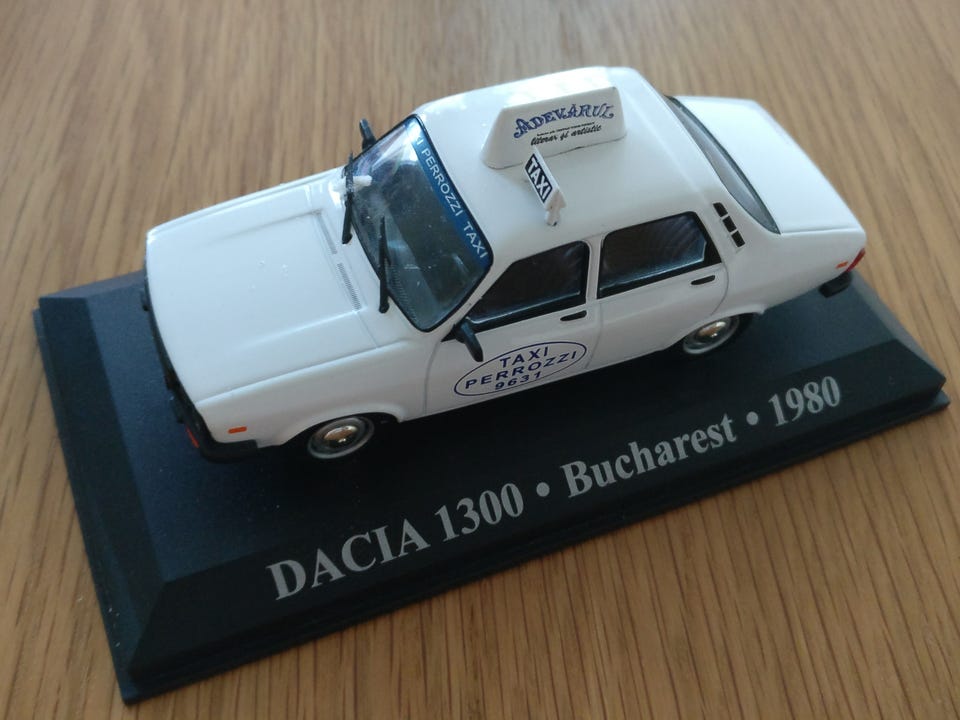 ADEVĂRUL
literar şi artistic
TAXI
I PERROZZI TAXI
TAXI
PERROZZI
9631
DACIA 1300 • Bucharest • 1980